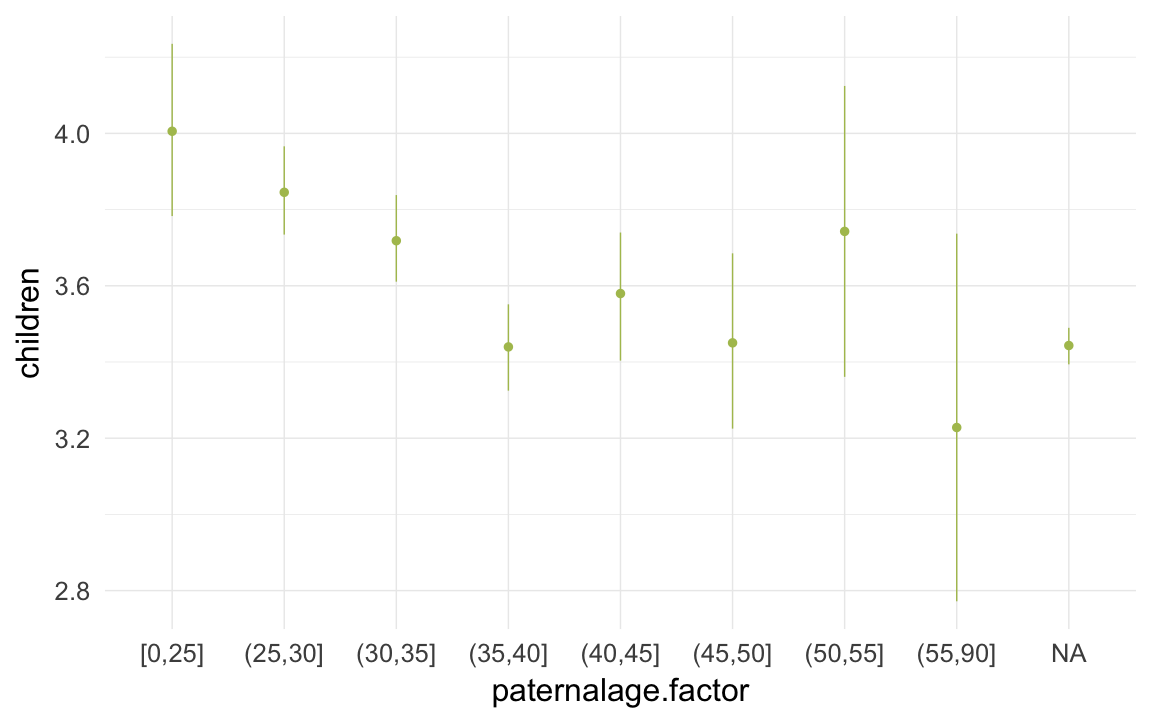 children
4.0
3.6
3.2
2.8
[0,25] (25,30] (30,35] (35,40] (40,45] (45,50] (50,55] (55,90] NA
paternalage.factor